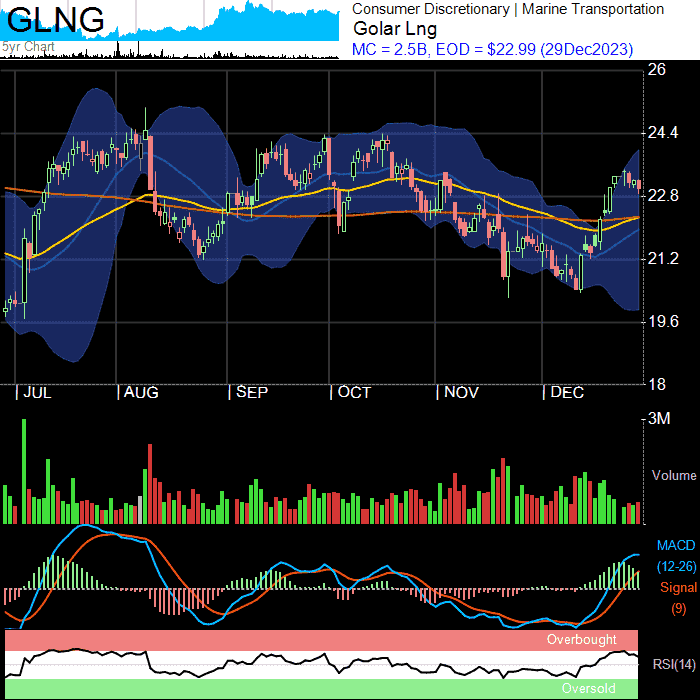 GLNG
5yr Chart
Consumer Discretionary | Marine Transportation
Golar Lng
MC = 2.5B, EOD = $22.99 (29Dec2023)
26
24.4
22.8
21.2
19.6
18
| JUL | AUG | SEP | OCT | NOV | DEC
3M
Volume
MACD
(12-26)
Signal
(9)
Overbought
RSI(14)
Oversold